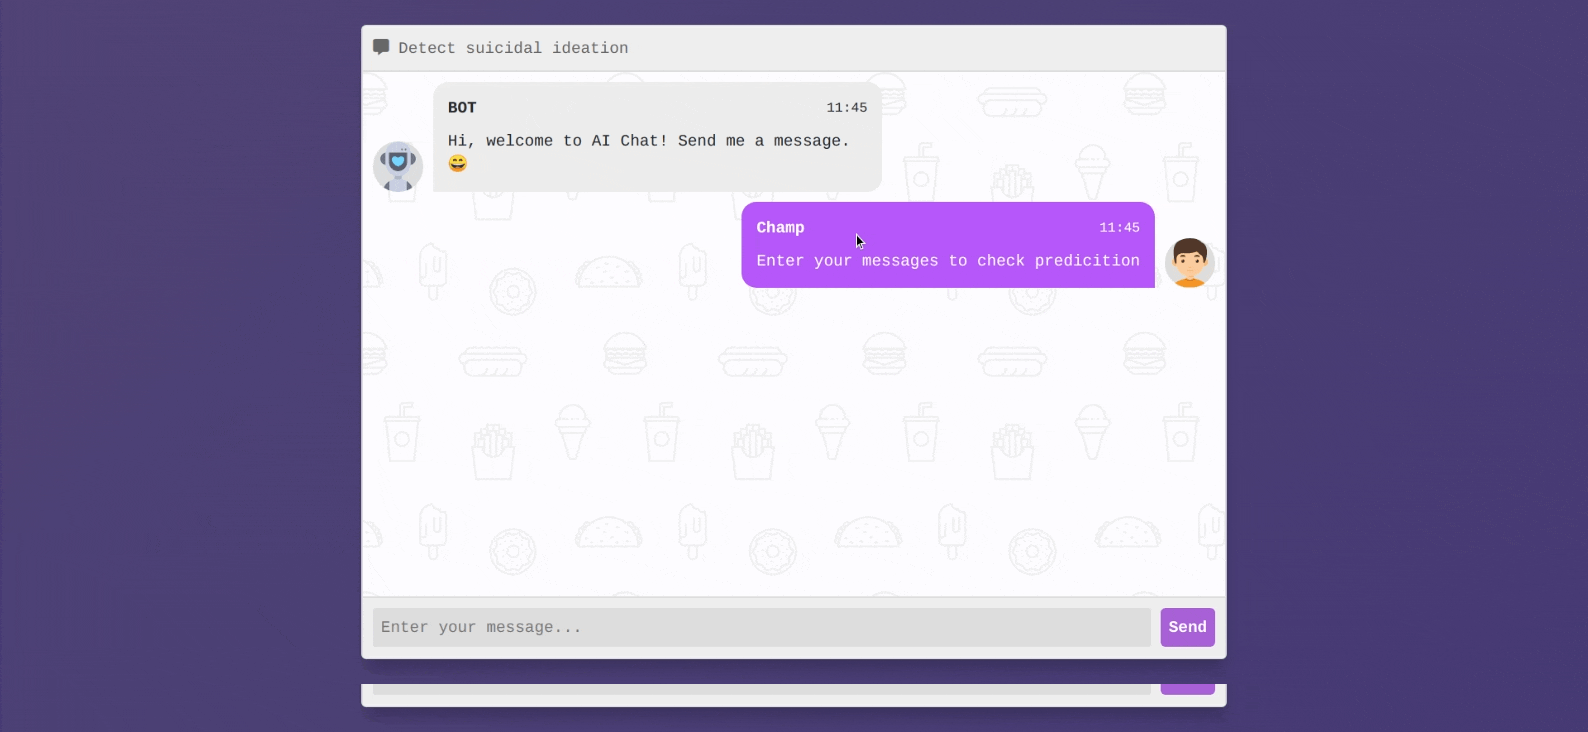 Detect suicidal ideation
BOT 11:45
Hi, welcome to AI Chat! Send me a message.
😄
Champ 11:45
Enter your messages to check predicition
Enter your message... Send